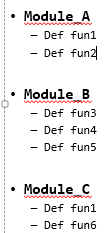 • Module_A
– Def fun1
– Def fun2
• Module_B
– Def fun3
– Def fun4
– Def fun5
• Module_C
– Def fun1
– Def fun6